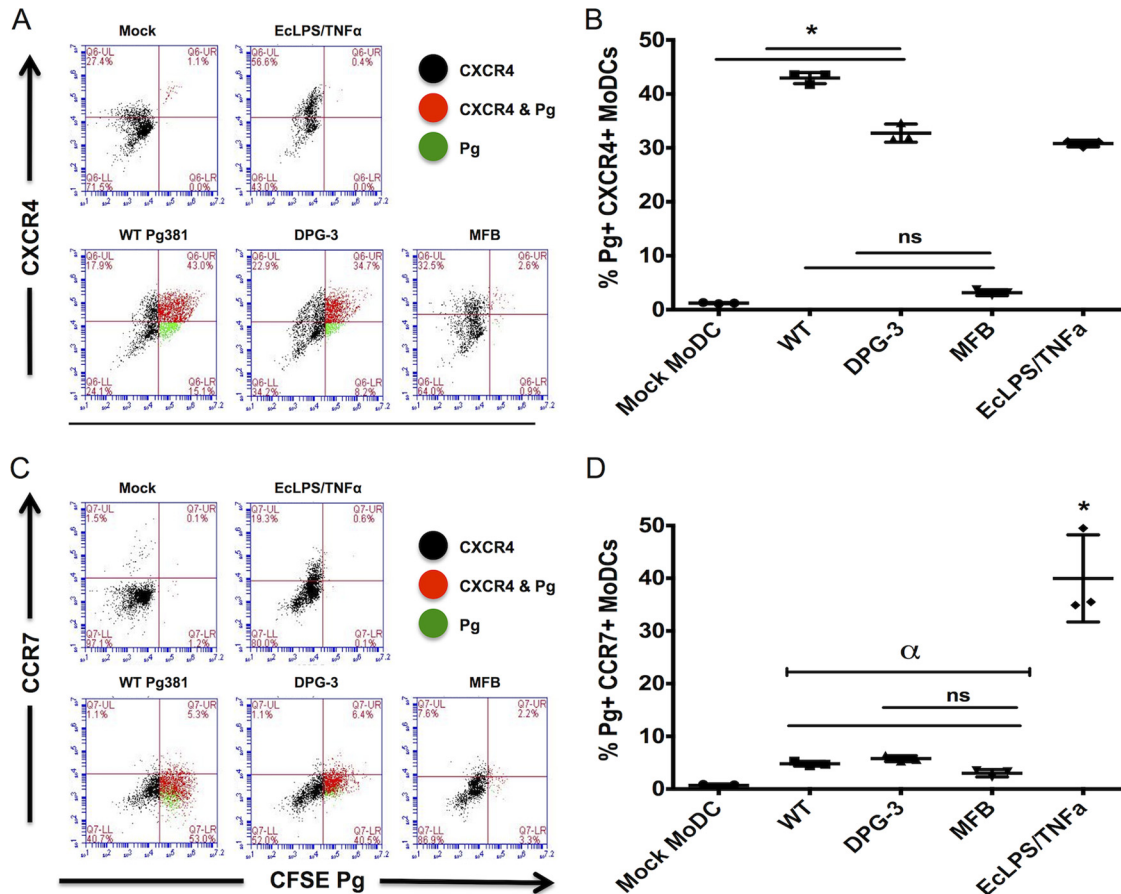 A
Mock
EcLPS/TNFα
Q6-UL
27.4%
Q6-UR
1.1%
71.5%
Q6-LL
0.0%
Q6-LR
Q6-UL
56.6%
Q6-UR
0.4%
Q6-LL
43.0%
Q6-LR
0.0%
CXCR4
CXCR4 & Pg
Pg
CXCR4
WT Pg381
DPG-3
MFB
Q6-UL
17.9%
Q6-UR
43.0%
Q6-LL
24.1%
Q6-LR
15.1%
Q6-UL
22.9%
Q6-UR
34.7%
Q6-LL
34.2%
Q6-LR
8.2%
Q6-UL
32.5%
Q6-UR
2.6%
Q6-LL
64.0%
Q6-LR
0.9%
B
% Pg+ CXCR4+ MoDCs
50
40
30
20
10
0
*
ns
Mock MoDC
WT
DPG-3
MFB
EcLPS/TNFa
C
Mock
EcLPS/TNFα
Q7-UL
1.5%
Q7-UR
0.1%
Q7-LL
97.1%
Q7-LR
1.2%
Q7-UL
19.3%
Q7-UR
0.6%
Q7-LL
80.0%
Q7-LR
0.1%
CXCR4
CXCR4 & Pg
Pg
CCR7
WT Pg381
DPG-3
MFB
Q7-UL
1.1%
Q7-UR
5.3%
Q7-LL
40.7%
Q7-LR
53.0%
Q7-UL
1.1%
Q7-UR
6.4%
Q7-LL
52.0%
Q7-LR
40.5%
Q7-UL
7.6%
Q7-UR
2.2%
Q7-LL
86.9%
Q7-LR
3.3%
CFSE Pg
D
% Pg+ CCR7+ MoDCs
50
40
30
20
10
0
*
α
ns
Mock MoDC
WT
DPG-3
MFB
EcLPS/TNFa